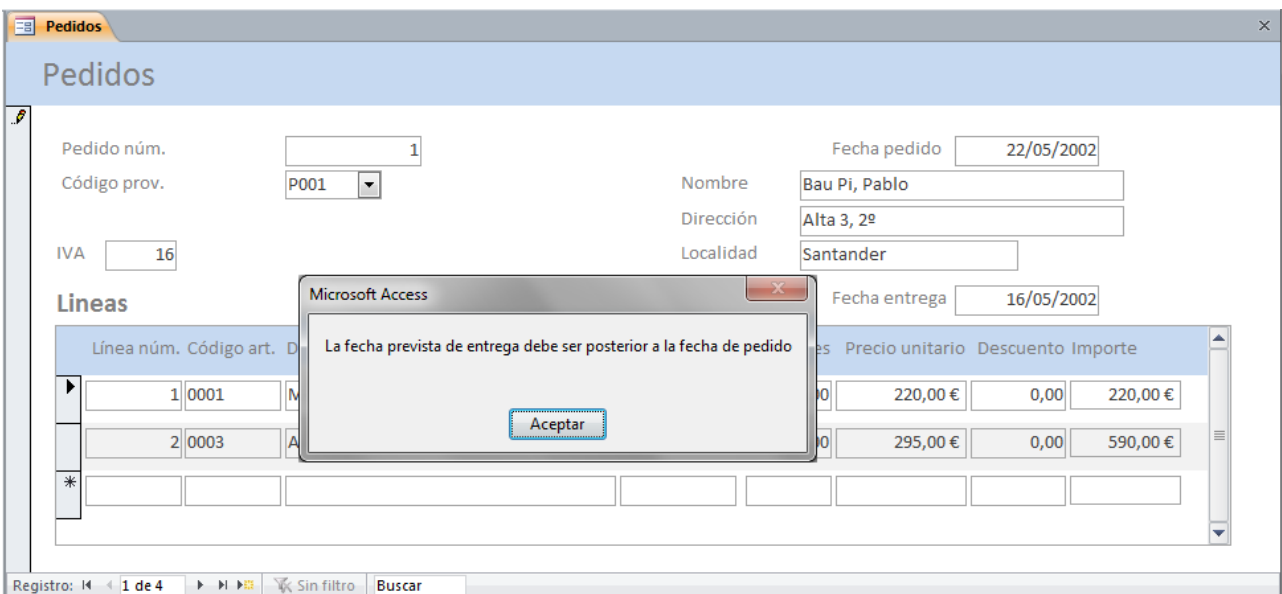 Pedidos
Pedidos
Pedido núm. 1 Fecha pedido 22/05/2002
Código prov. P001 Nombre Bau Pi, Pablo
Dirección Alta 3, 2º
IVA 16 Localidad Santander
Lineas Fecha entrega 16/05/2002
Microsoft Access
La fecha prevista de entrega debe ser posterior a la fecha de pedido
Aceptar
Línea núm. Código art. D es Precio unitario Descuento Importe
1 0001 M 00 220,00 € 0,00 220,00 €
2 0003 A 00 295,00 € 0,00 590,00 €
Registro: 1 de 4 Sin filtro Buscar